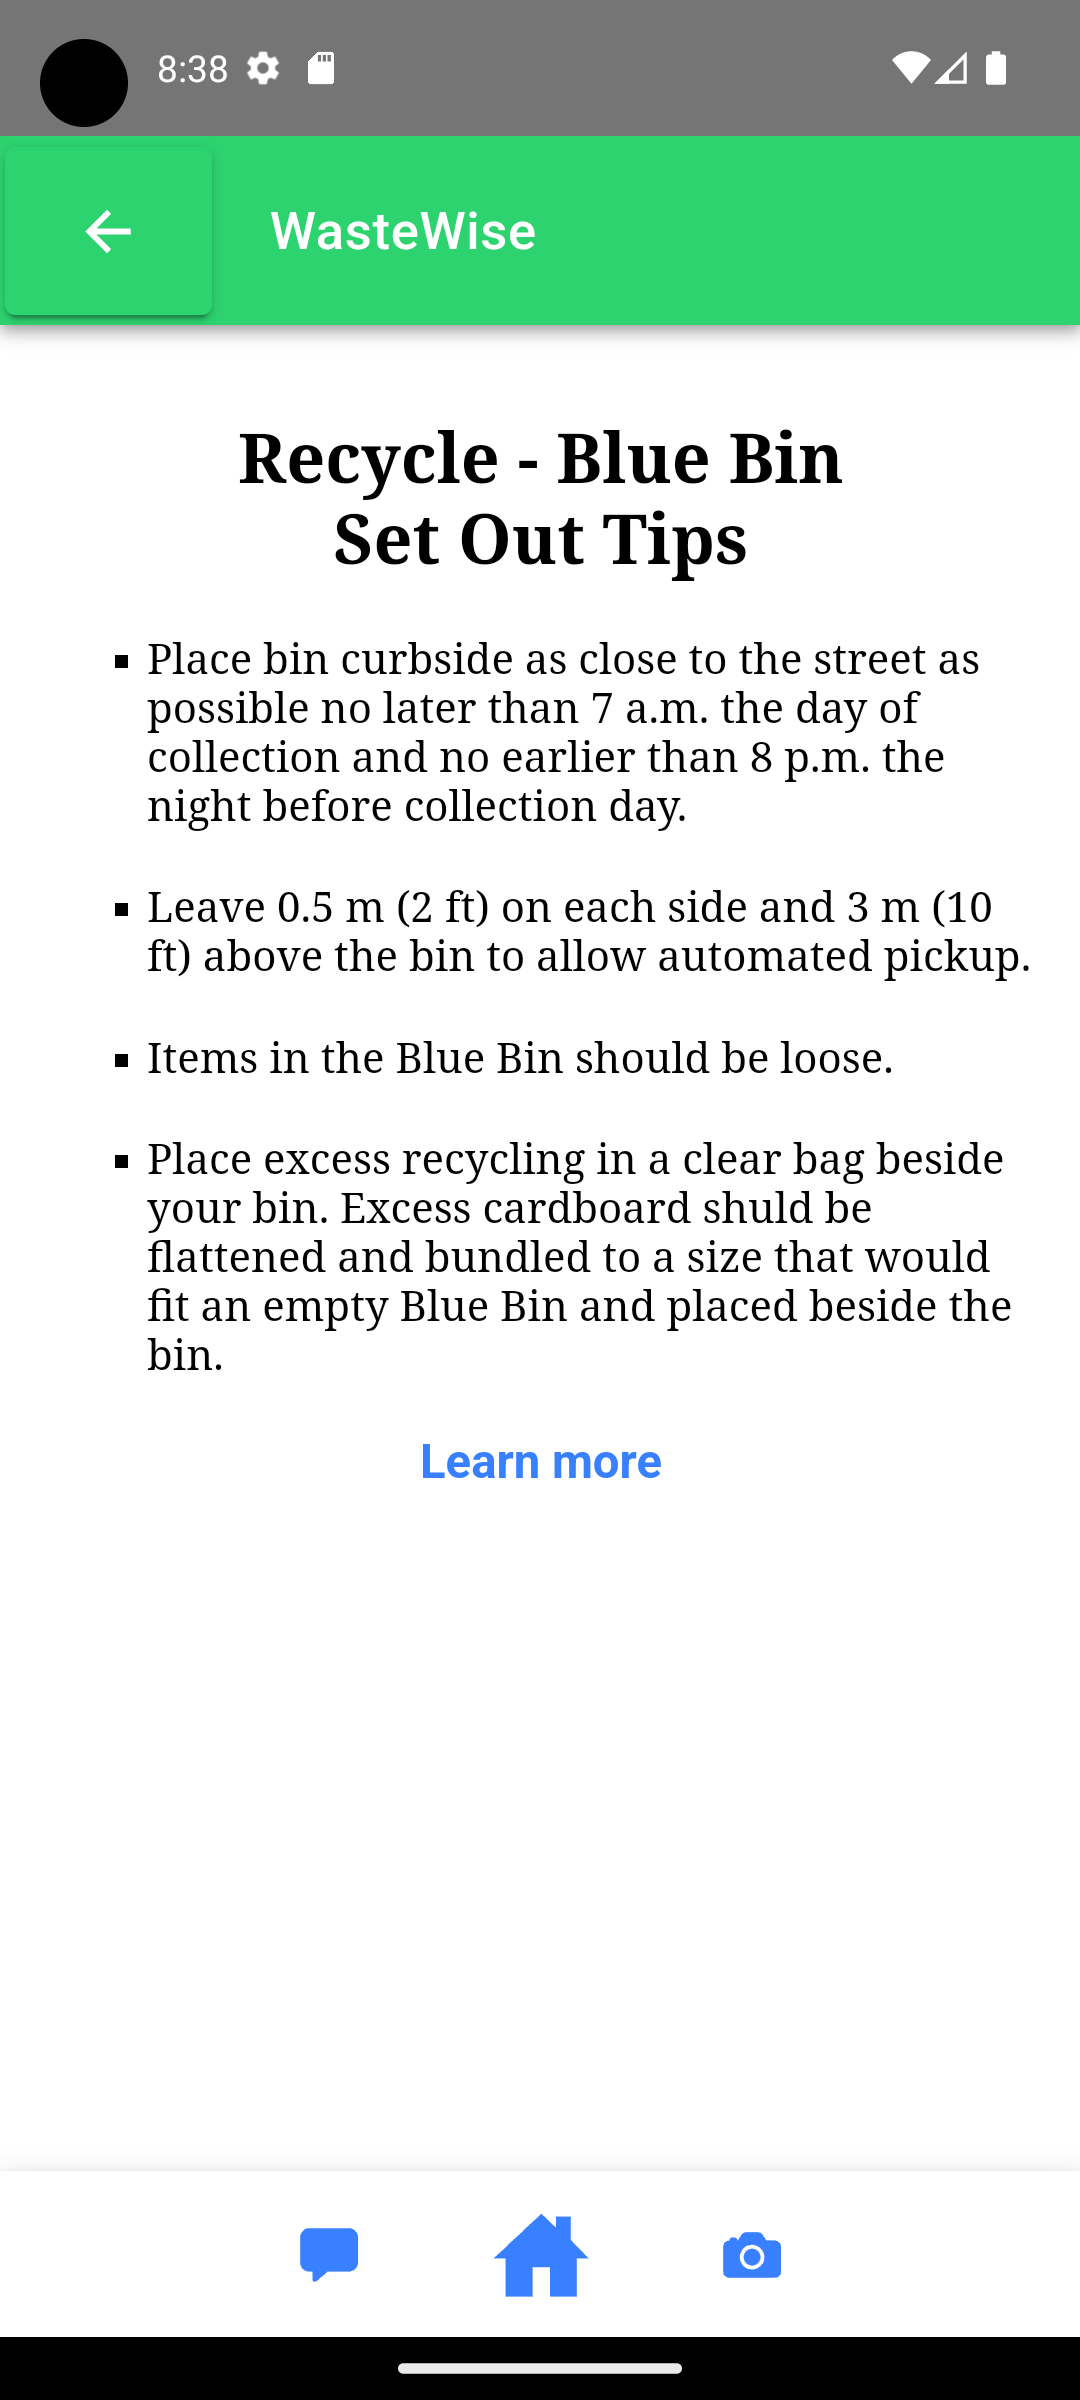 8:38
WasteWise
Recycle - Blue Bin
Set Out Tips
▪ Place bin curbside as close to the street as
possible no later than 7 a.m. the day of
collection and no earlier than 8 p.m. the
night before collection day.
▪ Leave 0.5 m (2 ft) on each side and 3 m (10
ft) above the bin to allow automated pickup.
▪ Items in the Blue Bin should be loose.
▪ Place excess recycling in a clear bag beside
your bin. Excess cardboard shuld be
flattened and bundled to a size that would
fit an empty Blue Bin and placed beside the
bin.
Learn more